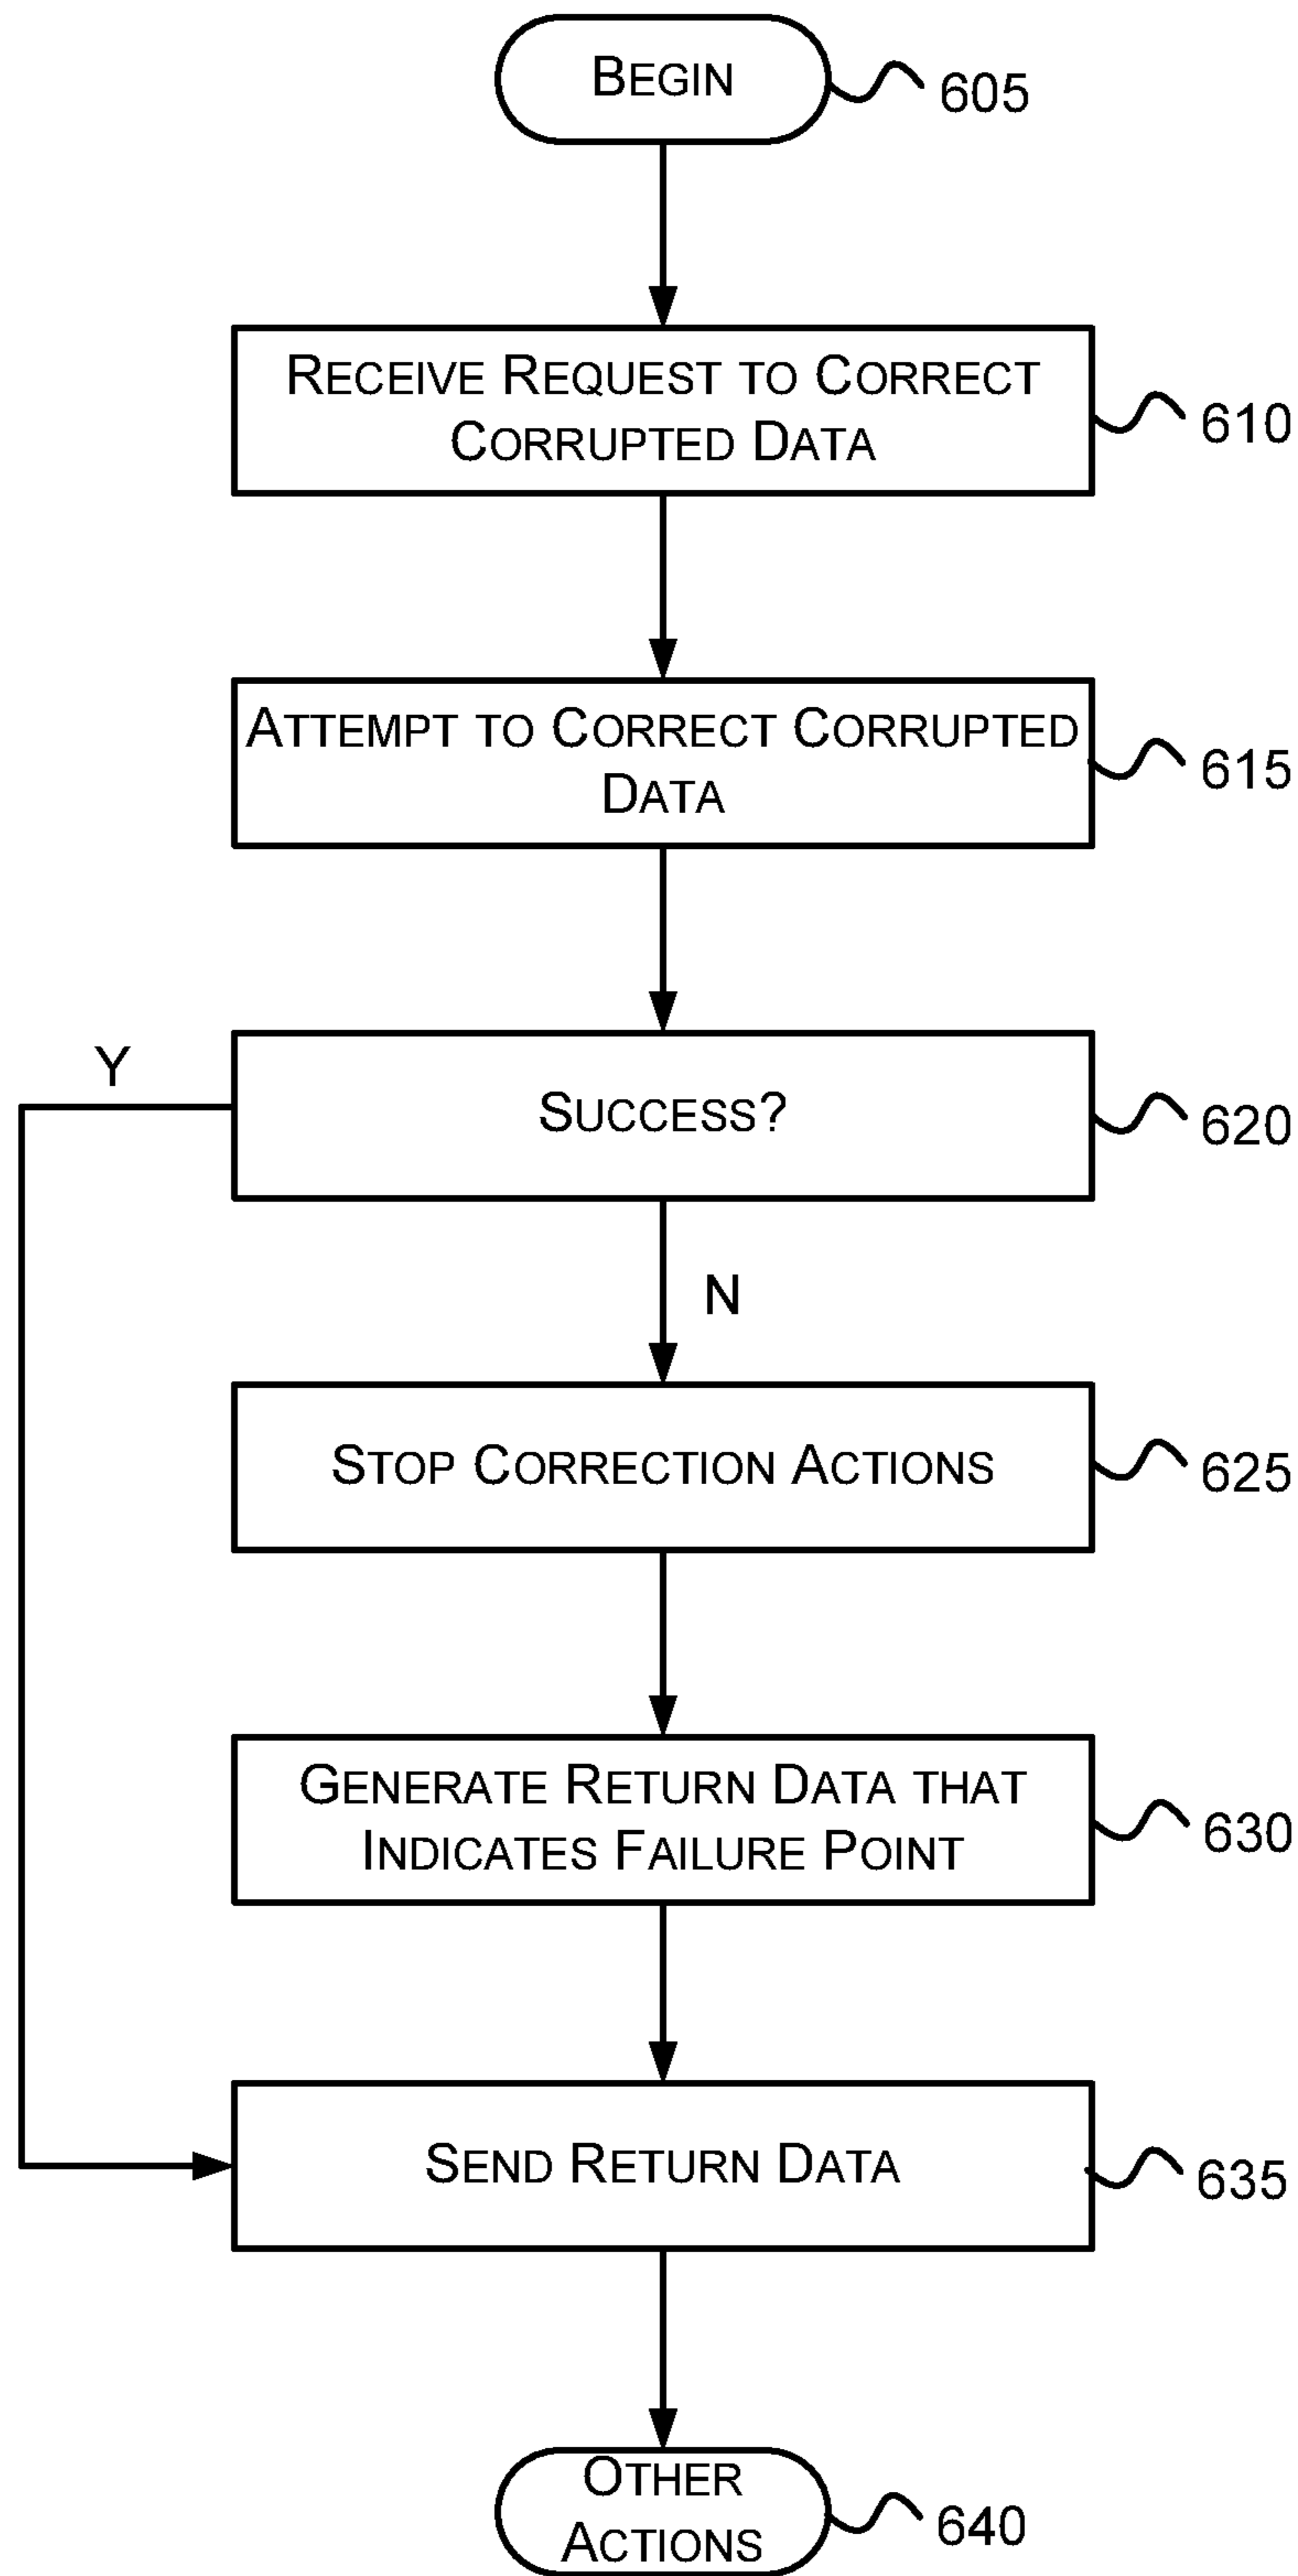 BEGIN
605
RECEIVE REQUEST TO CORRECT
CORRUPTED DATA
610
ATTEMPT TO CORRECT CORRUPTED
DATA
615
Y
SUCCESS?
620
N
STOP CORRECTION ACTIONS
625
GENERATE RETURN DATA THAT
INDICATES FAILURE POINT
630
SEND RETURN DATA
635
OTHER
ACTIONS
640